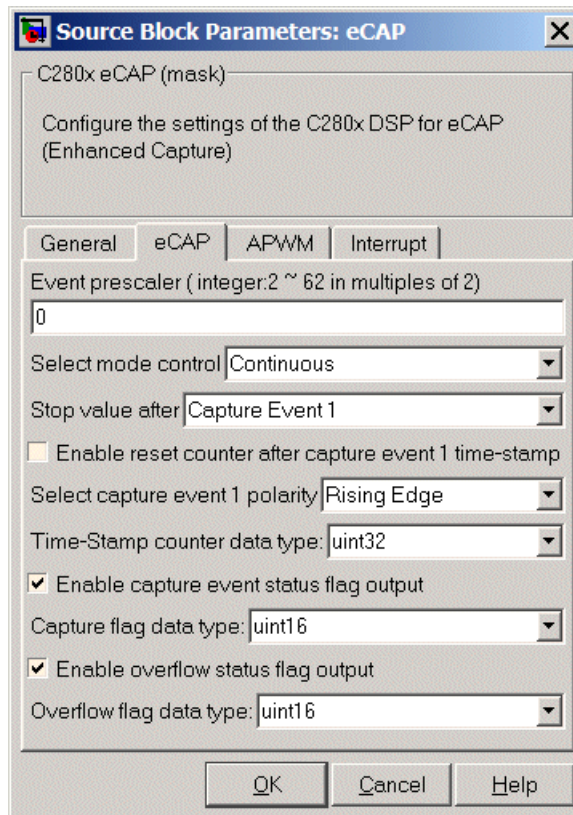 Source Block Parameters: eCAP
C280x eCAP (mask)
Configure the settings of the C280x DSP for eCAP
(Enhanced Capture)
General eCAP APWM Interrupt
Event prescaler ( integer:2 ~ 62 in multiples of 2)
0
Select mode control Continuous
Stop value after Capture Event 1
Enable reset counter after capture event 1 time-stamp
Select capture event 1 polarity Rising Edge
Time-Stamp counter data type: uint32
Enable capture event status flag output
Capture flag data type: uint16
Enable overflow status flag output
Overflow flag data type: uint16
OK Cancel Help